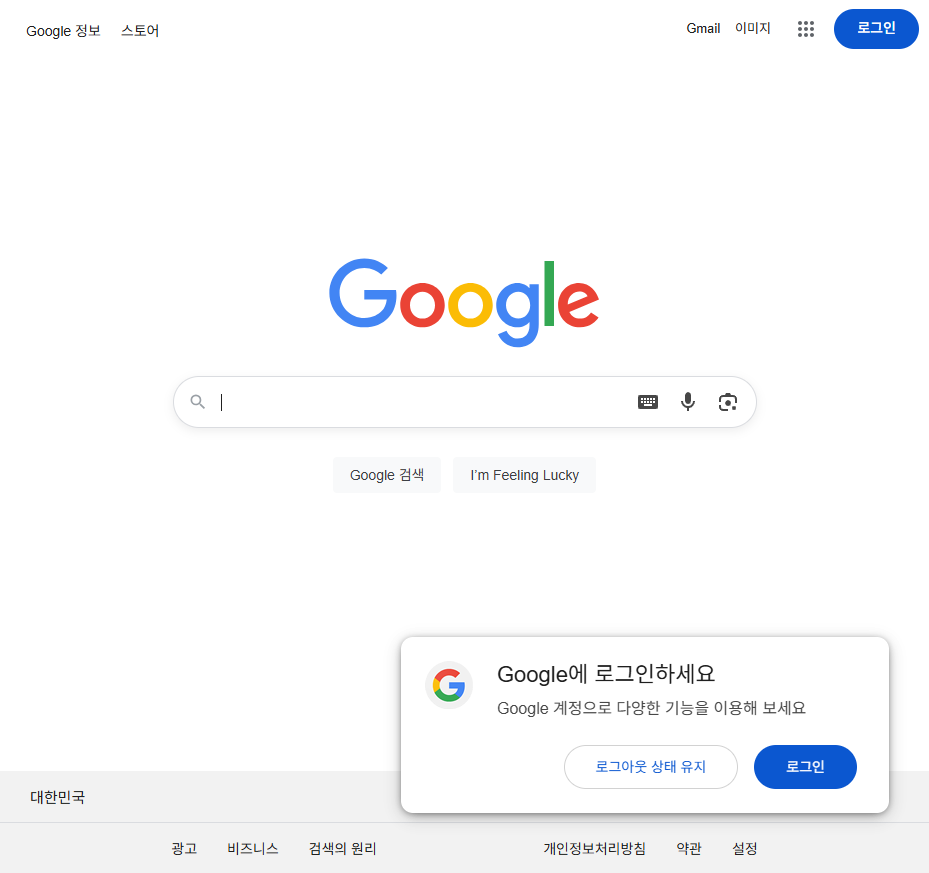 Google 정보 스토어
Gmail 이미지 로그인
Google
Google 검색 I'm Feeling Lucky
Google에 로그인하세요
Google 계정으로 다양한 기능을 이용해 보세요
로그아웃 상태 유지 로그인
대한민국
광고 비즈니스 검색의 원리 개인정보처리방침 약관 설정